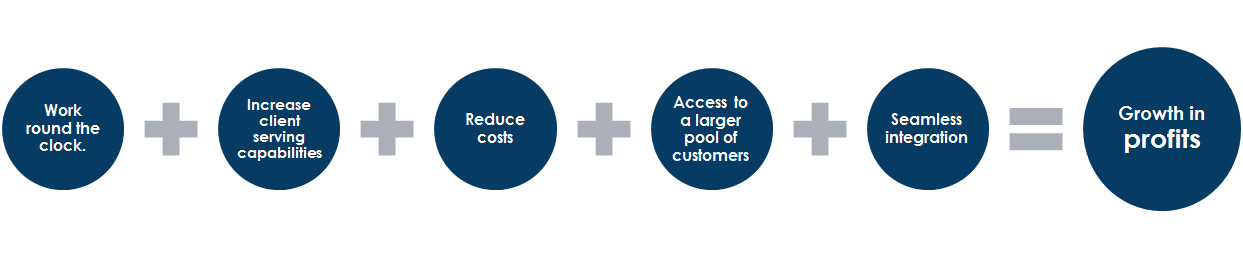 Work
round the
clock.
Increase
client
serving
capabilities
Reduce
costs
Access to
a larger
pool of
customers
Seamless
integration
Growth in
profits